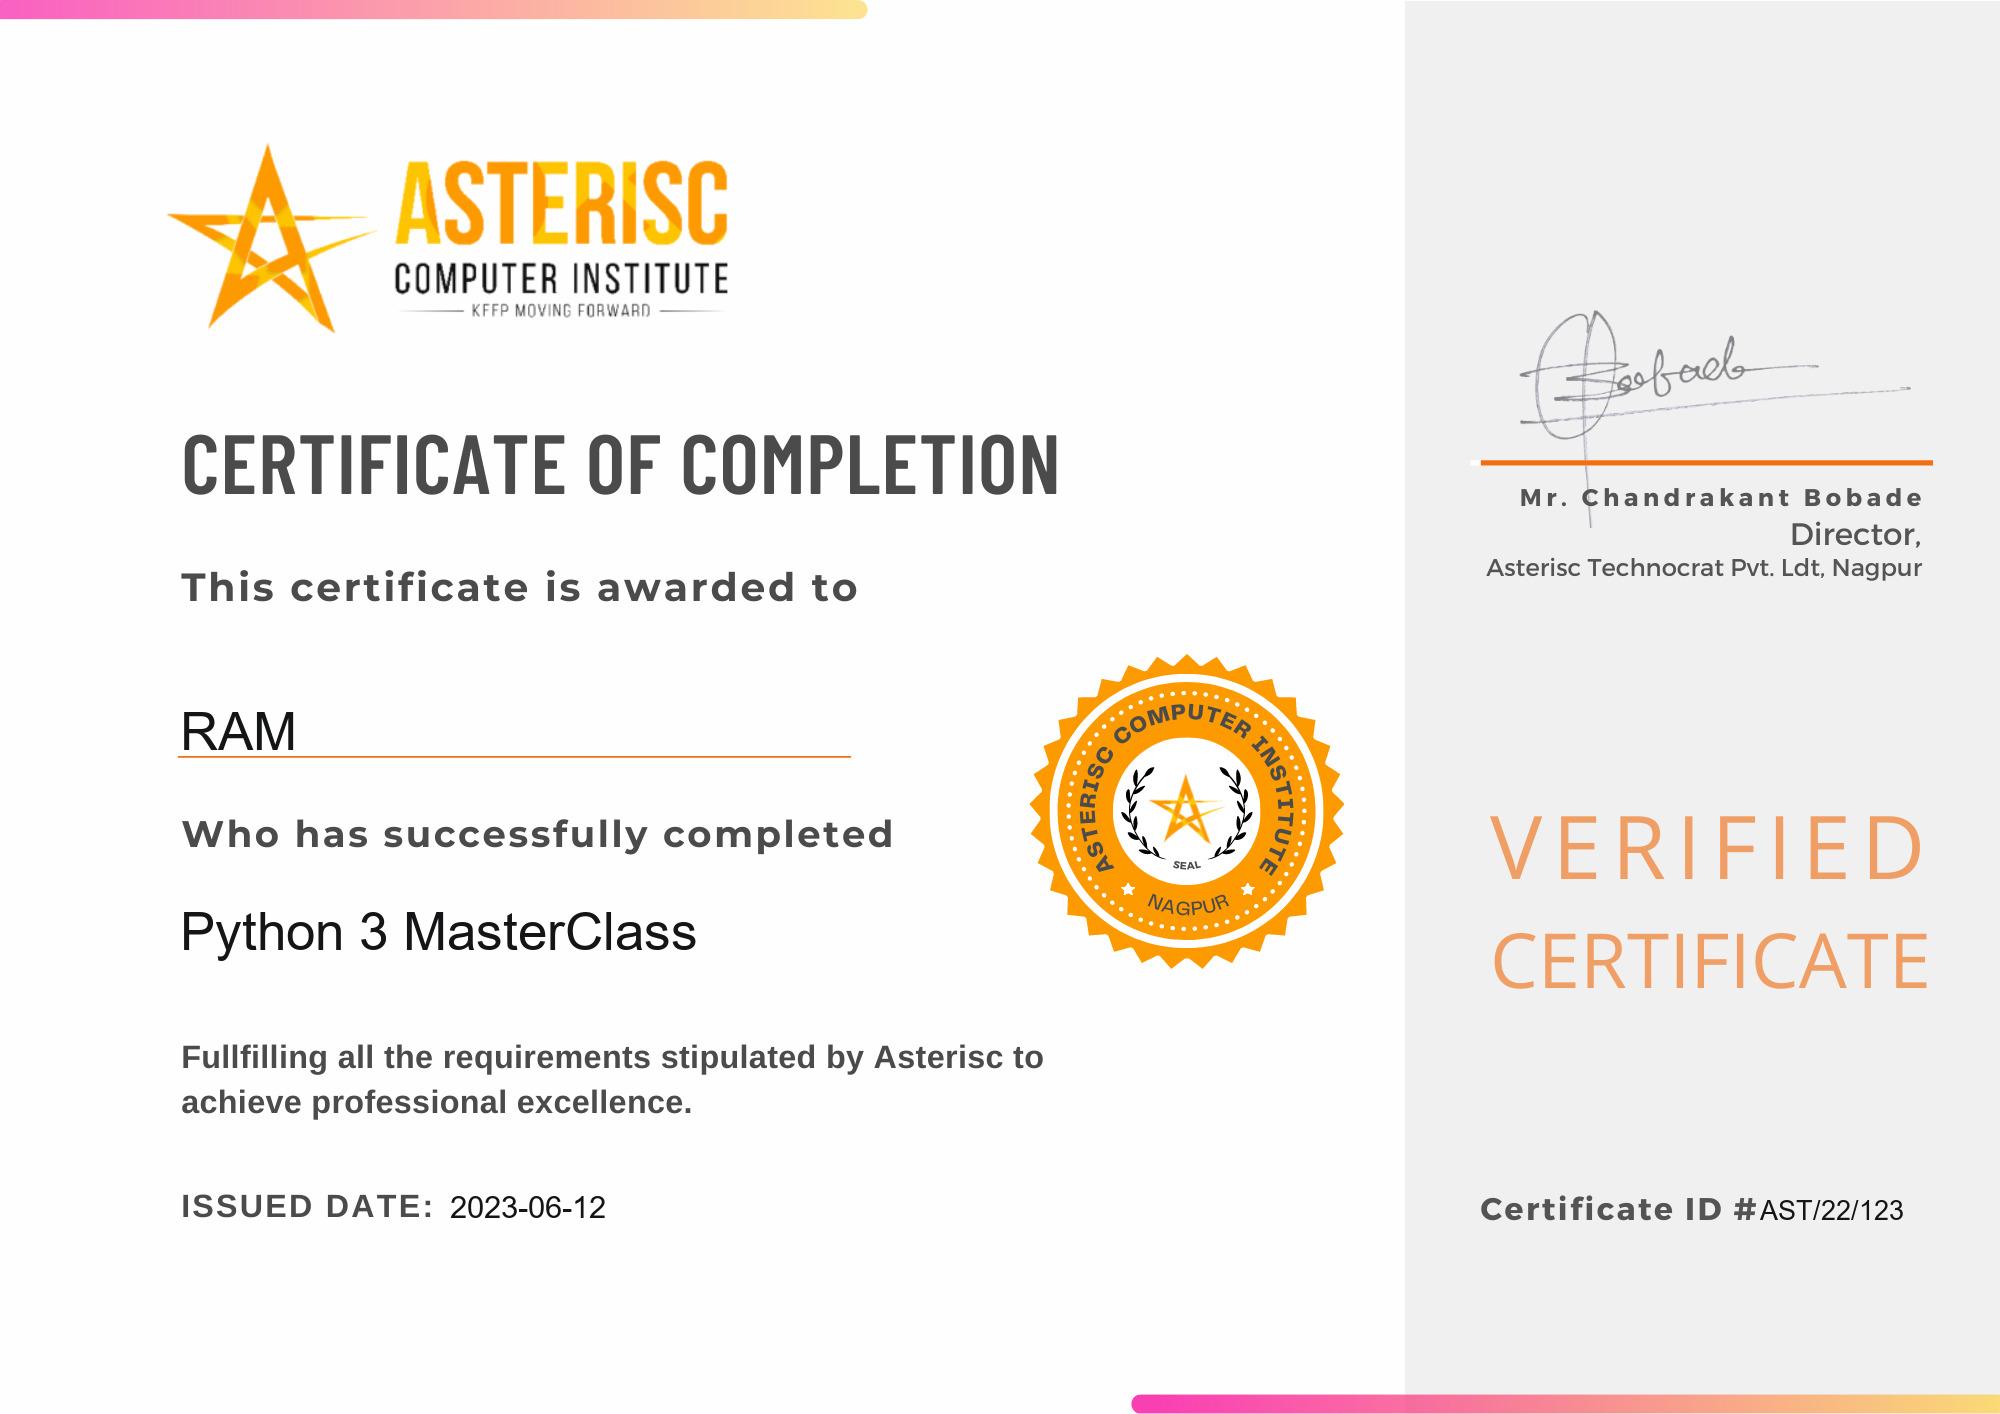 ASTERISC
COMPUTER INSTITUTE
KFFP MOVING FORWARD
CERTIFICATE OF COMPLETION
This certificate is awarded to
RAM
Who has successfully completed
Python 3 MasterClass
Fullfilling all the requirements stipulated by Asterisc to
achieve professional excellence.
ISSUED DATE: 2023-06-12
ASTERISC COMPUTER INSTITUTE
SEAL
NAGPUR
Bobade
Mr. Chandrakant Bobade
Director,
Asterisc Technocrat Pvt. Ldt, Nagpur
VERIFIED
CERTIFICATE
Certificate ID #AST/22/123